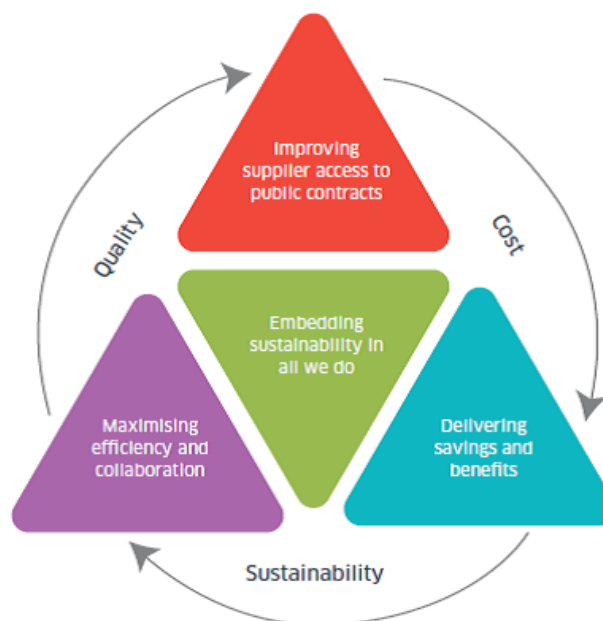 Improving
supplier access to
public contracts
Quality
Cost
Embedding
sustainability in
all we do
Maximising
efficiency and
collaboration
Delivering
savings and
benefits
Sustainability